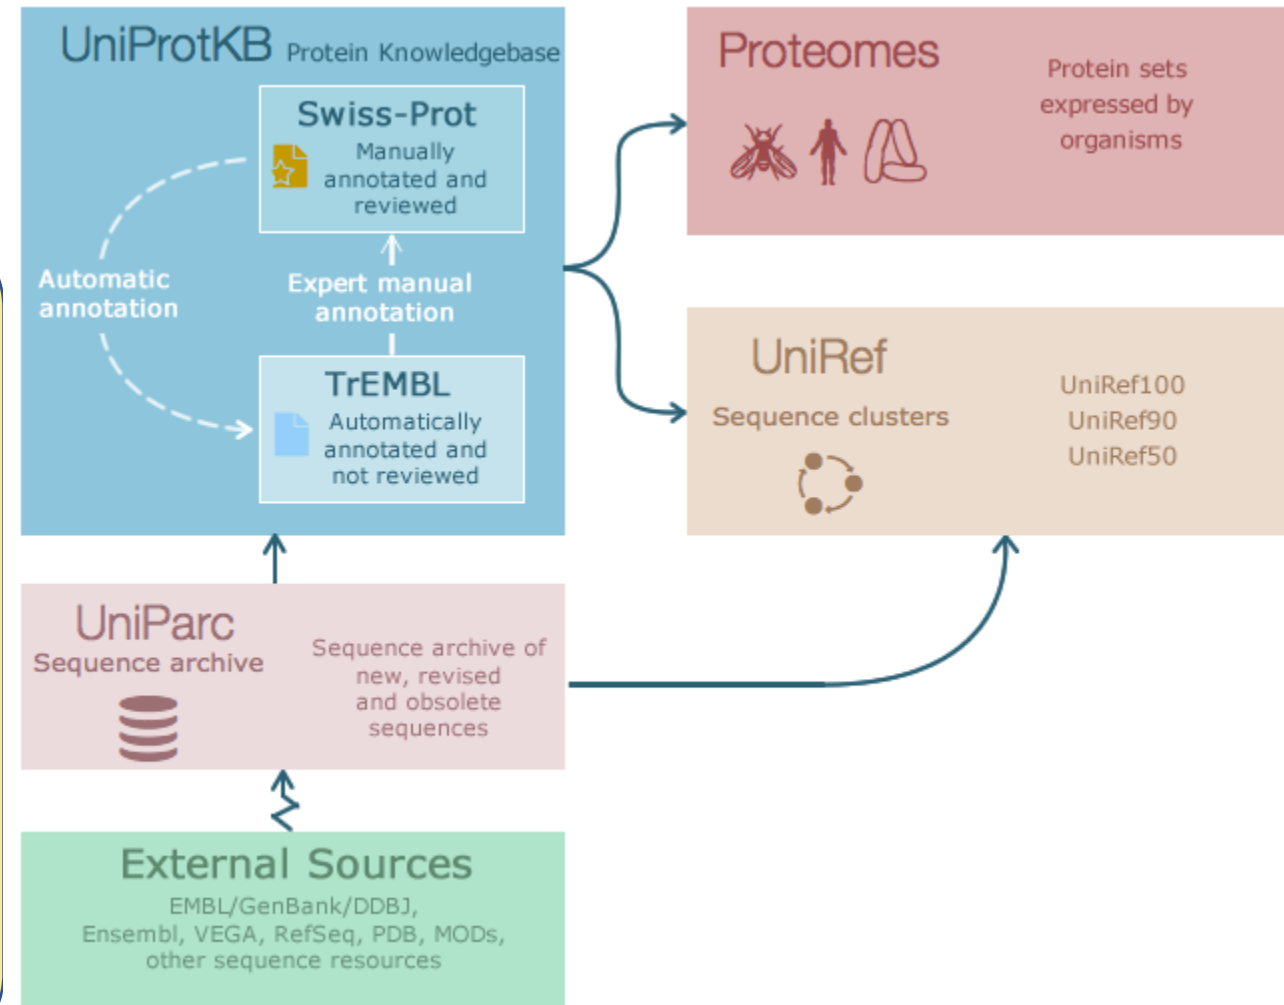 UniProtKB Protein Knowledgebase
Swiss-Prot
Manually
annotated and
reviewed
Automatic
annotation
Expert manual
annotation
TrEMBL
Automatically
annotated and
not reviewed
Proteomes
Protein sets
expressed by
organisms
UniRef
Sequence clusters
UniRef100
UniRef90
UniRef50
UniParc
Sequence archive
Sequence archive of
new, revised
and obsolete
sequences
External Sources
EMBL/GenBank/DDBJ,
Ensembl, VEGA, RefSeq, PDB, MODs,
other sequence resources